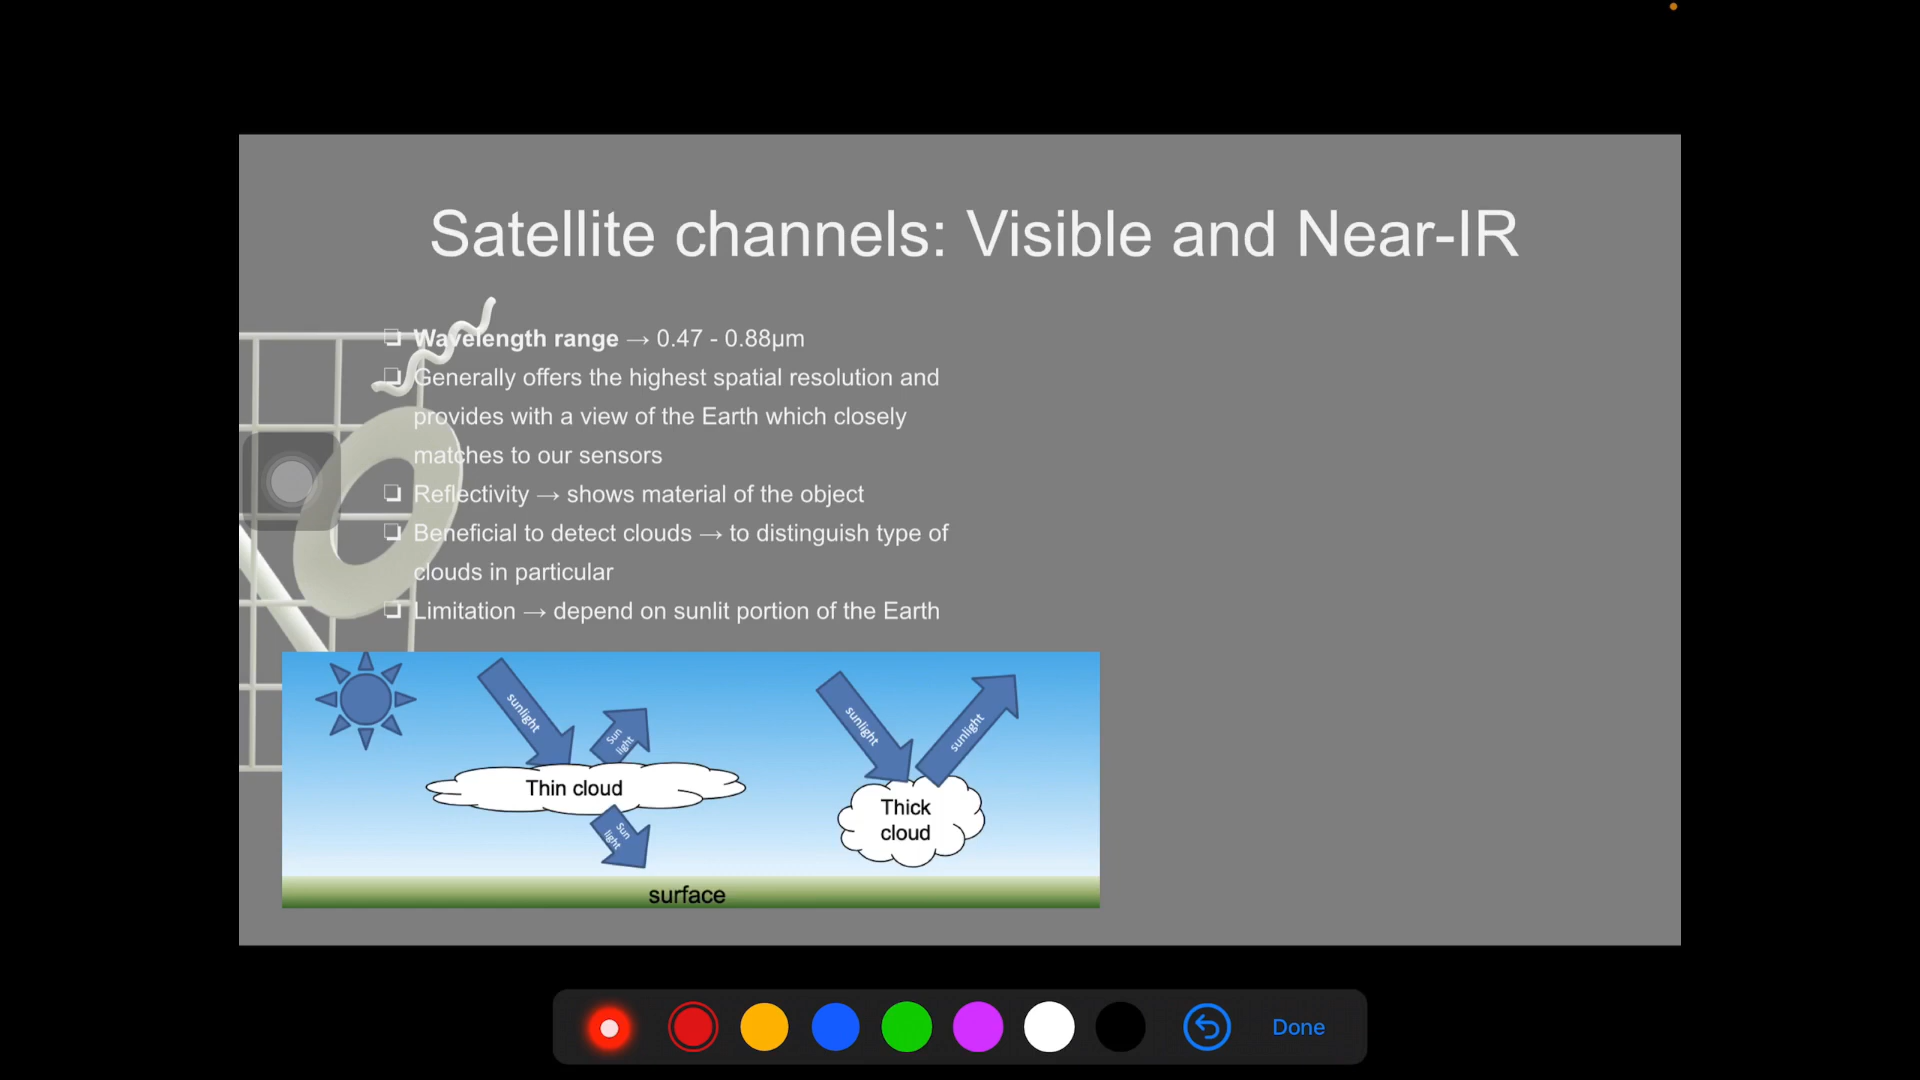 Satellite channels: Visible and Near-IR
❏ Wavelength range → 0.47 - 0.88μm
❏ Generally offers the highest spatial resolution and
provides with a view of the Earth which closely
matches to our sensors
❏ Reflectivity → shows material of the object
❏ Beneficial to detect clouds → to distinguish type of
clouds in particular
❏ Limitation → depend on sunlit portion of the Earth
sunlight
Sun
light
Thin cloud
Sun
light
sunlight
sunlight
Thick
cloud
surface
Done